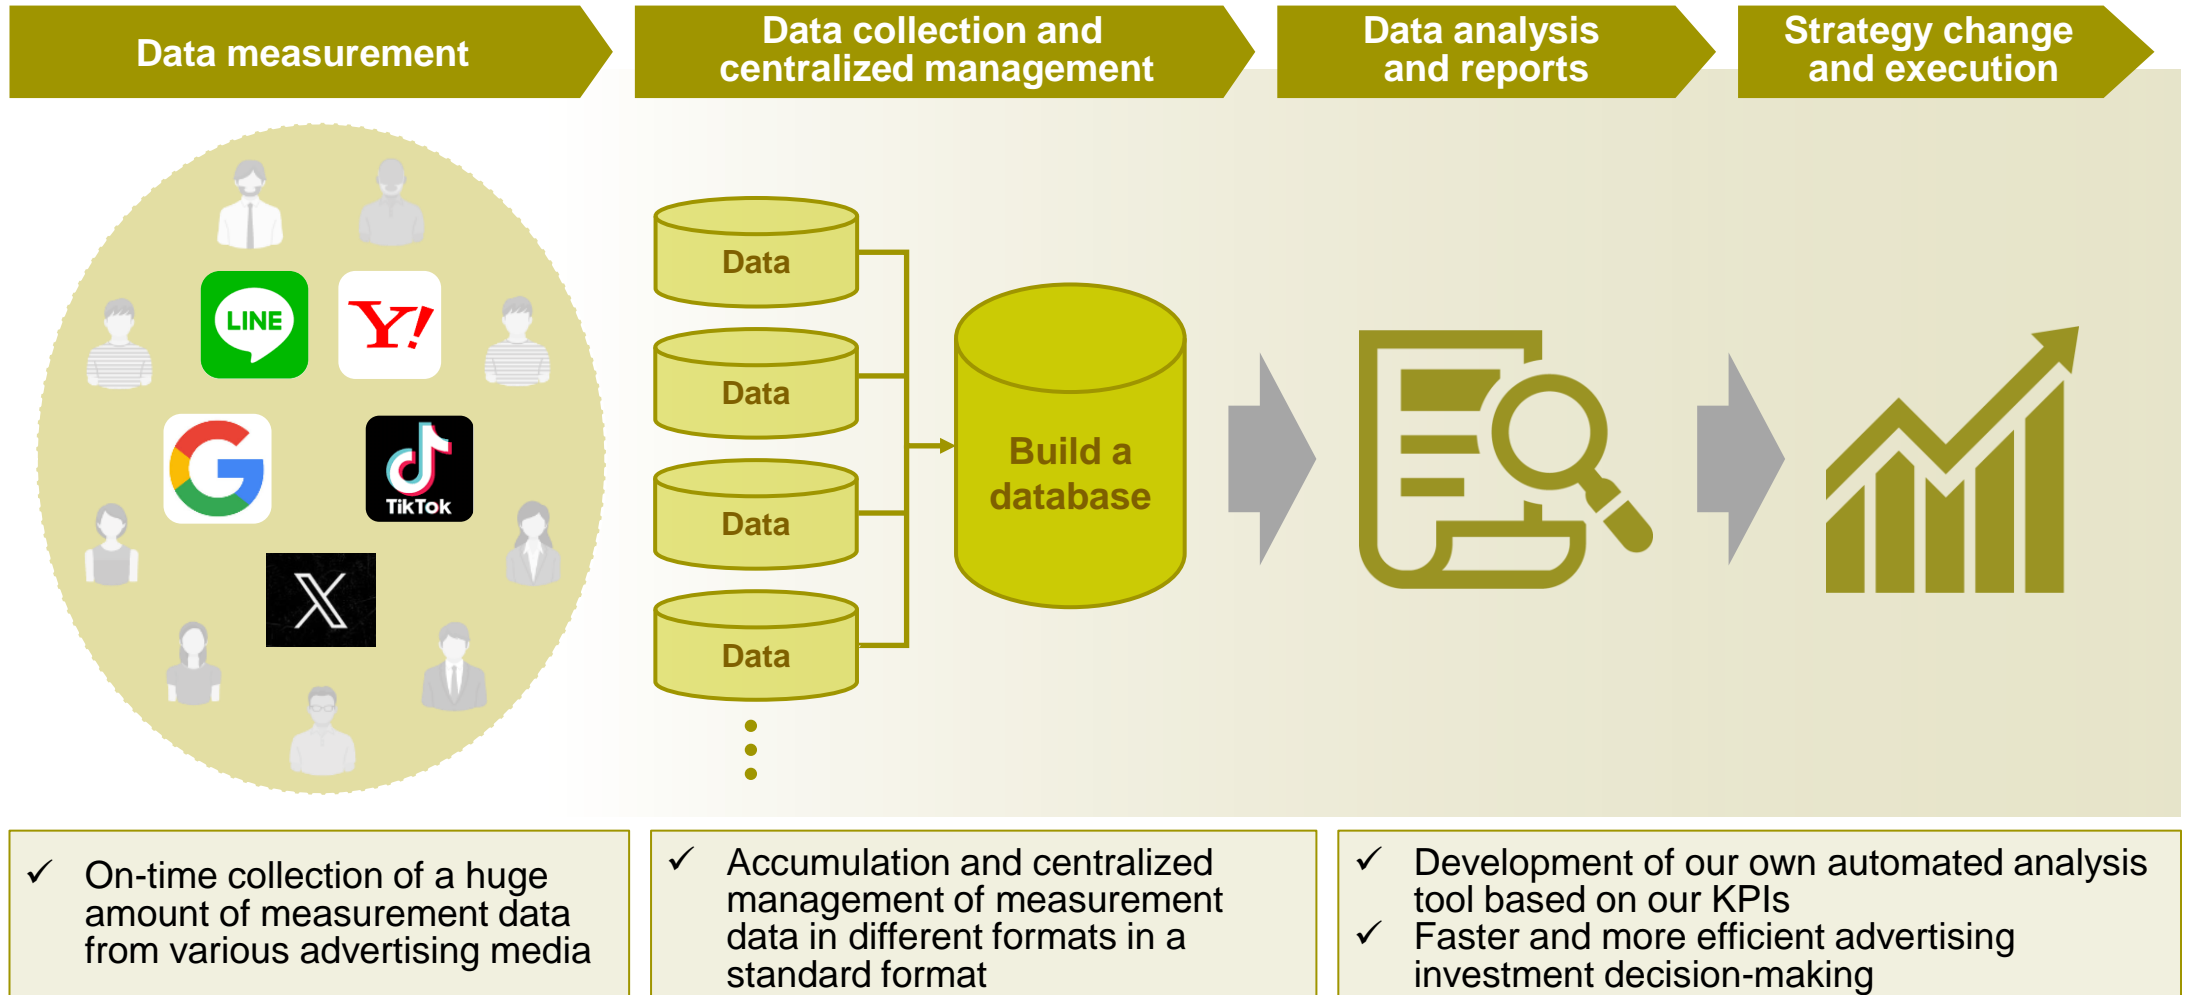 Data measurement
Data collection and
centralized management
Data analysis
and reports
Strategy change
and execution
LINE
Y!
G
TikTok
X
Data
Data
Data
Data
Build a
database
✓ On-time collection of a huge
amount of measurement data
from various advertising media
✓ Accumulation and centralized
management of measurement
data in different formats in a
standard format
✓ Development of our own automated analysis
tool based on our KPIs
✓ Faster and more efficient advertising
investment decision-making